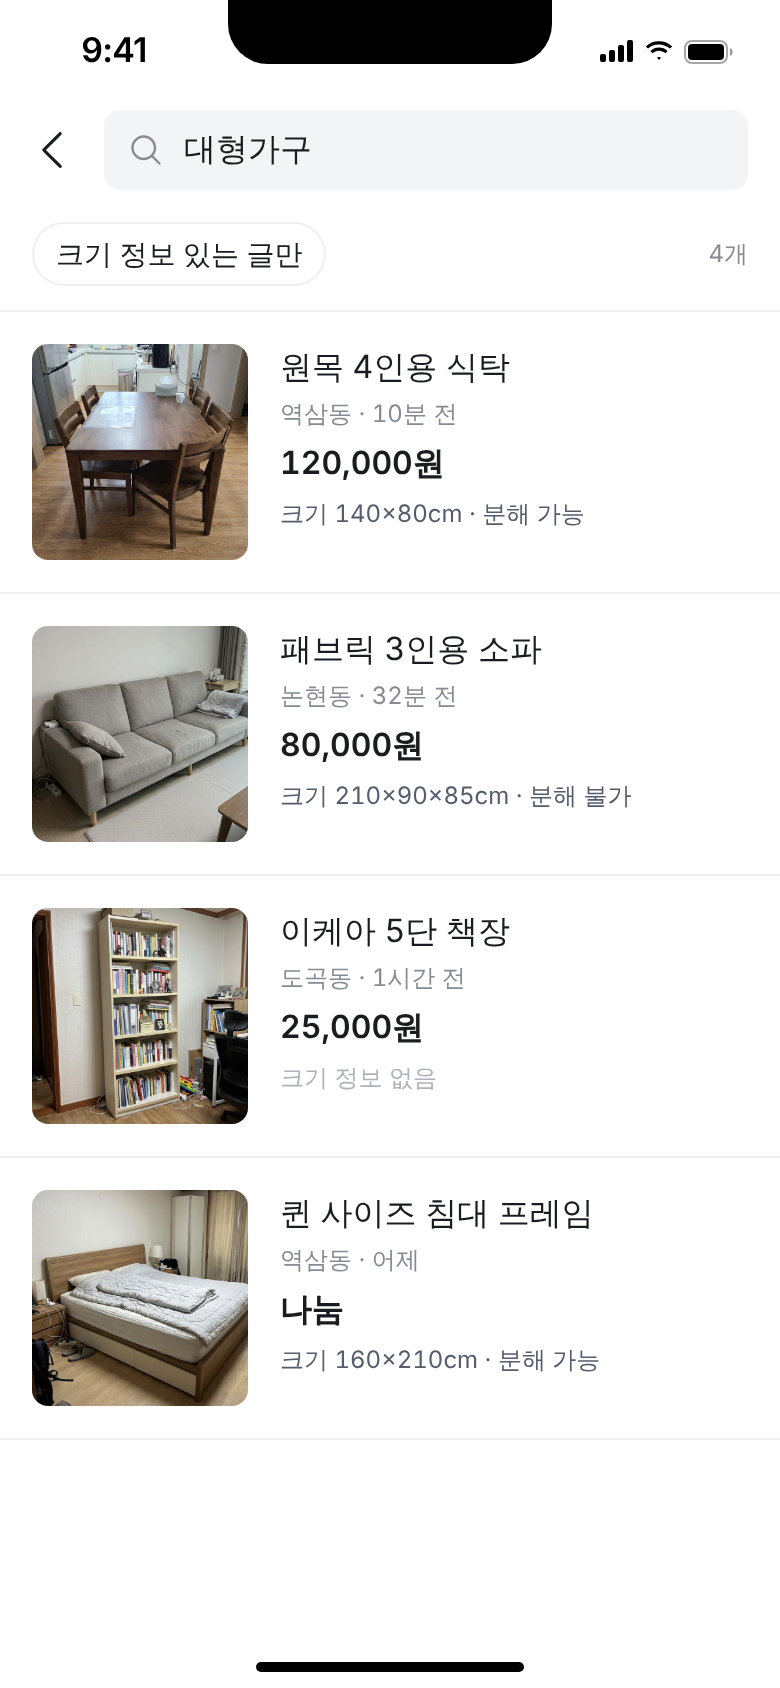 9:41
대형가구
크기 정보 있는 글만
4개
원목 4인용 식탁
역삼동 · 10분 전
120,000원
크기 140×80cm · 분해 가능
패브릭 3인용 소파
논현동 · 32분 전
80,000원
크기 210×90×85cm · 분해 불가
이케아 5단 책장
도곡동 · 1시간 전
25,000원
크기 정보 없음
퀸 사이즈 침대 프레임
역삼동 · 어제
나눔
크기 160×210cm · 분해 가능